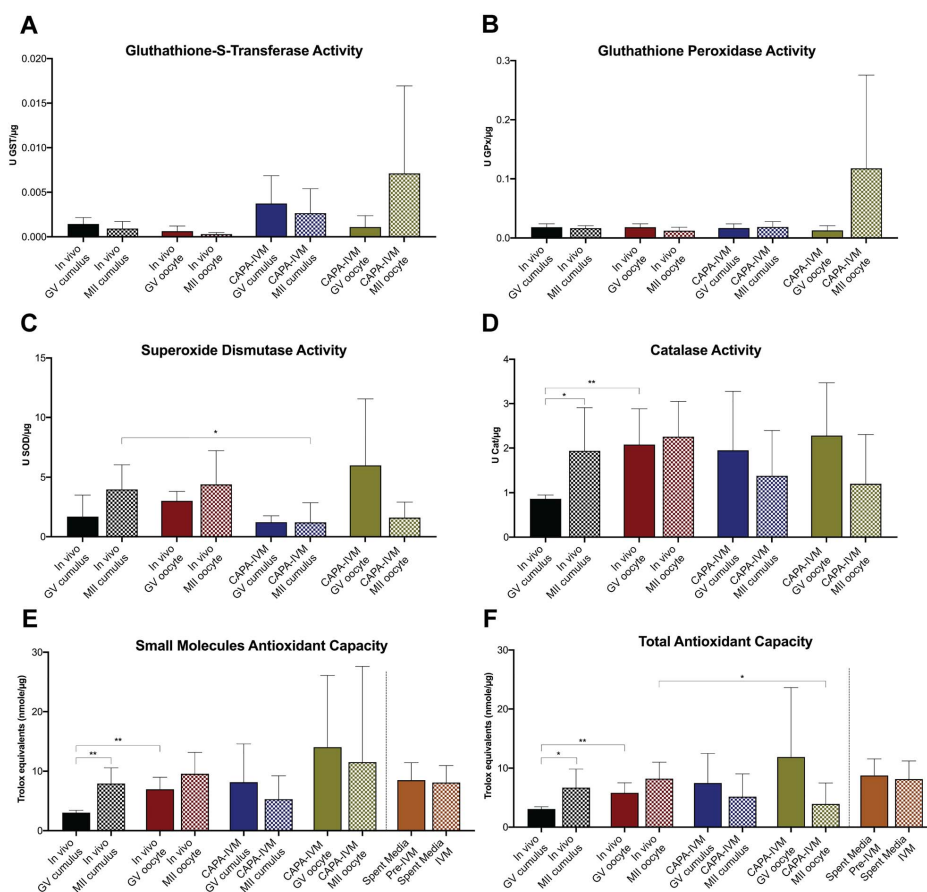 A
Gluthathione-S-Transferase Activity
U GST/µg
0.020
0.015
0.010
0.005
0.000
In vivo
GV cumulus
In vivo
MII cumulus
In vivo
GV oocyte
In vivo
MII oocyte
CAPA-IVM
GV cumulus
CAPA-IVM
MII cumulus
CAPA-IVM
GV oocyte
CAPA-IVM
MII oocyte
B
Gluthathione Peroxidase Activity
U GPx/µg
0.3
0.2
0.1
0.0
In vivo
GV cumulus
In vivo
MII cumulus
In vivo
GV oocyte
In vivo
MII oocyte
CAPA-IVM
GV cumulus
CAPA-IVM
MII cumulus
CAPA-IVM
GV oocyte
CAPA-IVM
MII oocyte
C
Superoxide Dismutase Activity
U SOD/µg
15
10
5
0
*
In vivo
GV cumulus
In vivo
MII cumulus
In vivo
GV oocyte
In vivo
MII oocyte
CAPA-IVM
GV cumulus
CAPA-IVM
MII cumulus
CAPA-IVM
GV oocyte
CAPA-IVM
MII oocyte
D
Catalase Activity
U Cat/µg
4
3
2
1
0
**
*
In vivo
GV cumulus
In vivo
MII cumulus
In vivo
GV oocyte
In vivo
MII oocyte
CAPA-IVM
GV cumulus
CAPA-IVM
MII cumulus
CAPA-IVM
GV oocyte
CAPA-IVM
MII oocyte
E
Small Molecules Antioxidant Capacity
Trolox equivalents (nmole/µg)
30
20
10
0
**
**
In vivo
GV cumulus
In vivo
MII cumulus
In vivo
GV oocyte
In vivo
MII oocyte
CAPA-IVM
GV cumulus
CAPA-IVM
MII cumulus
CAPA-IVM
GV oocyte
CAPA-IVM
MII oocyte
Spent Media
Pre-IVM
Spent Media
IVM
F
Total Antioxidant Capacity
Trolox equivalents (nmole/µg)
30
20
10
0
**
*
*
In vivo
GV cumulus
In vivo
MII cumulus
In vivo
GV oocyte
In vivo
MII oocyte
CAPA-IVM
GV cumulus
CAPA-IVM
MII cumulus
CAPA-IVM
GV oocyte
CAPA-IVM
MII oocyte
Spent Media
Pre-IVM
Spent Media
IVM